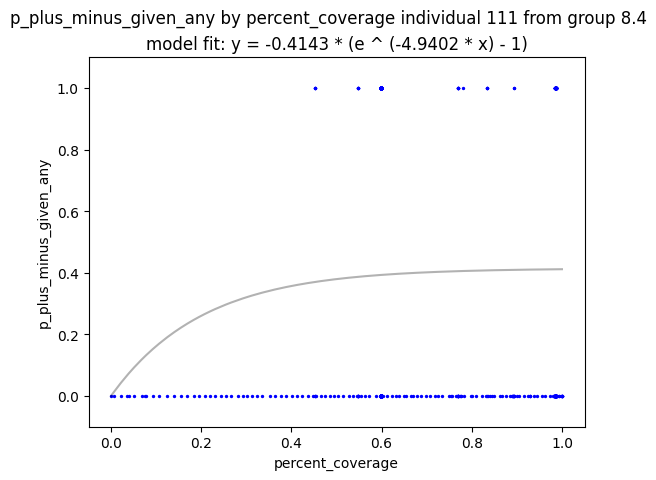 p_plus_minus_given_any by percent_coverage individual 111 from group 8.4
model fit: y = -0.4143 * (e ^ (-4.9402 * x) - 1)
1.0
0.8
0.6
0.4
0.2
0.0
p_plus_minus_given_any
0.0 0.2 0.4 0.6 0.8 1.0
percent_coverage